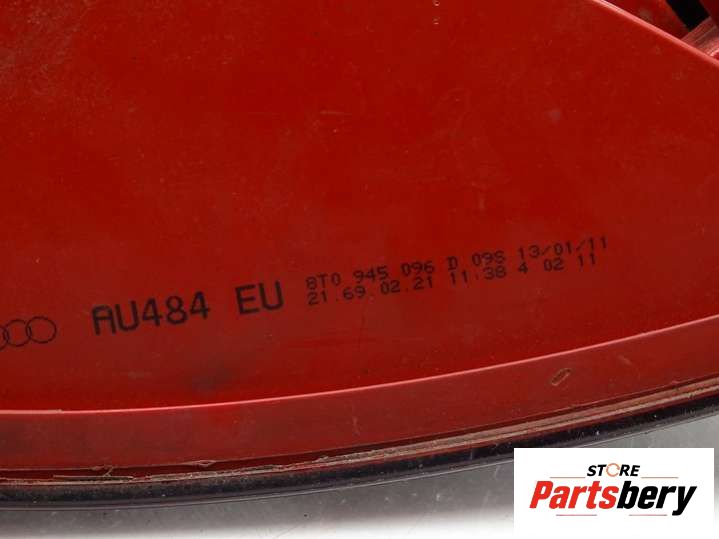 AU484 EU
8T0 945 096 D 09S 13/01/11
21.69.02.21 11:38 4 02 11
STORE
Partsbery